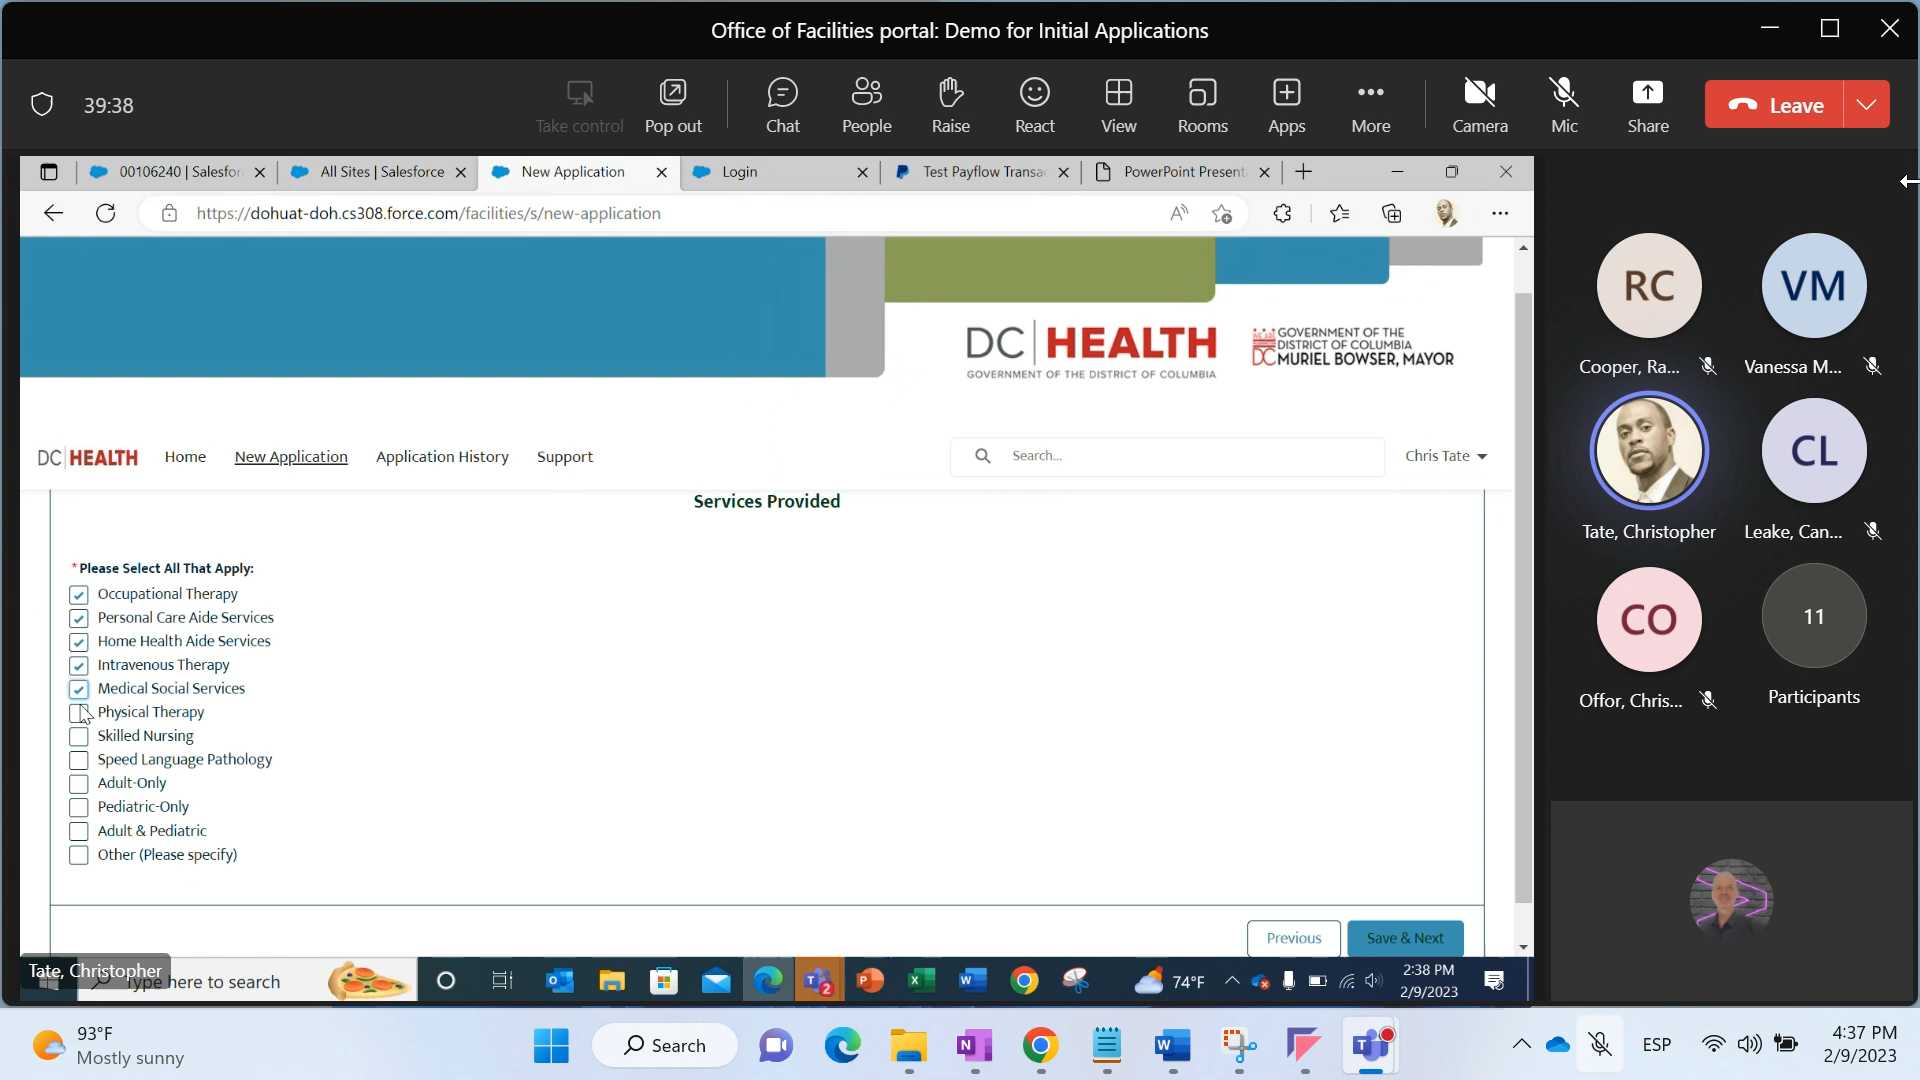 Office of Facilities portal: Demo for Initial Applications
39:38
Take control
Pop out
Chat
People
Raise
React
View
Rooms
Apps
More
Camera
Mic
Share
Leave
00106240 | Salesfor
All Sites | Salesforce
New Application
Login
Test Payflow Transac
PowerPoint Present
https://dohuat-doh.cs308.force.com/facilities/s/new-application
DC HEALTH
GOVERNMENT OF THE DISTRICT OF COLUMBIA
WE ARE DC
GOVERNMENT OF THE
DISTRICT OF COLUMBIA
MURIEL BOWSER, MAYOR
DC HEALTH
Home
New Application
Application History
Support
Search...
Chris Tate
Services Provided
*Please Select All That Apply:
Occupational Therapy
Personal Care Aide Services
Home Health Aide Services
Intravenous Therapy
Medical Social Services
Physical Therapy
Skilled Nursing
Speed Language Pathology
Adult-Only
Pediatric-Only
Adult & Pediatric
Other (Please specify)
Previous
Save & Next
Tate, Christopher
Type here to search
2
74°F
2:38 PM
2/9/2023
RC
Cooper, Ra...
VM
Vanessa M...
Tate, Christopher
CL
Leake, Can...
CO
Offor, Chris...
11
Participants
93°F
Mostly sunny
Search
ESP
4:37 PM
2/9/2023